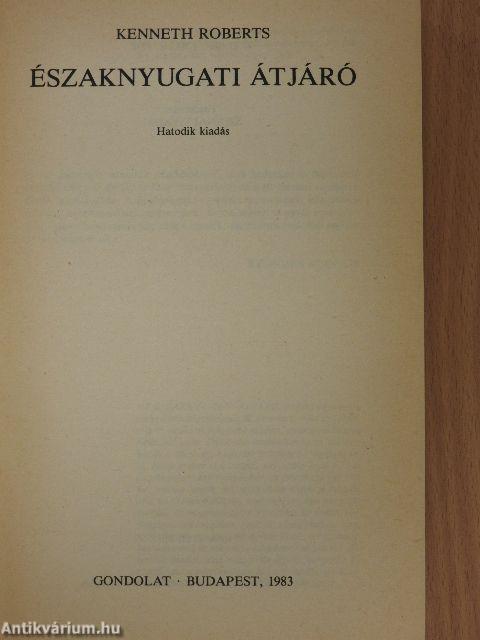 KENNETH ROBERTS
ÉSZAKNYUGATI ÁTJÁRÓ
Hatodik kiadás
GONDOLAT · BUDAPEST, 1983
Antikvárium.hu